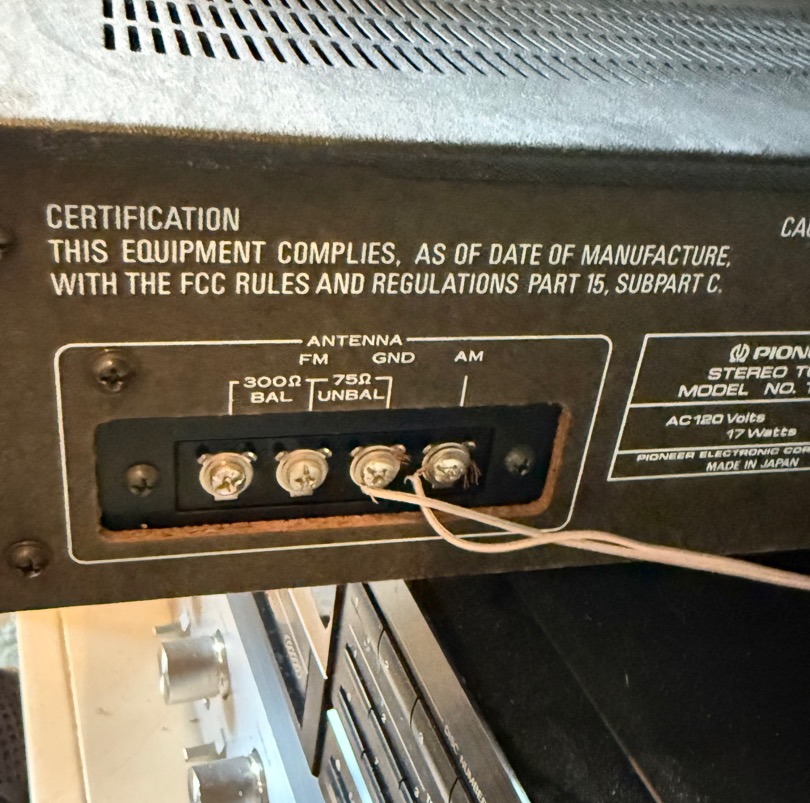 CERTIFICATION
THIS EQUIPMENT COMPLIES, AS OF DATE OF MANUFACTURE,
WITH THE FCC RULES AND REGULATIONS PART 15, SUBPART C.
ANTENNA
FM GND AM
300Ω 75Ω
BAL UNBAL
STEREO
MODEL NO.
AC 120 Volts
17 Watts
PIONEER ELECTRONIC
MADE IN JAPAN